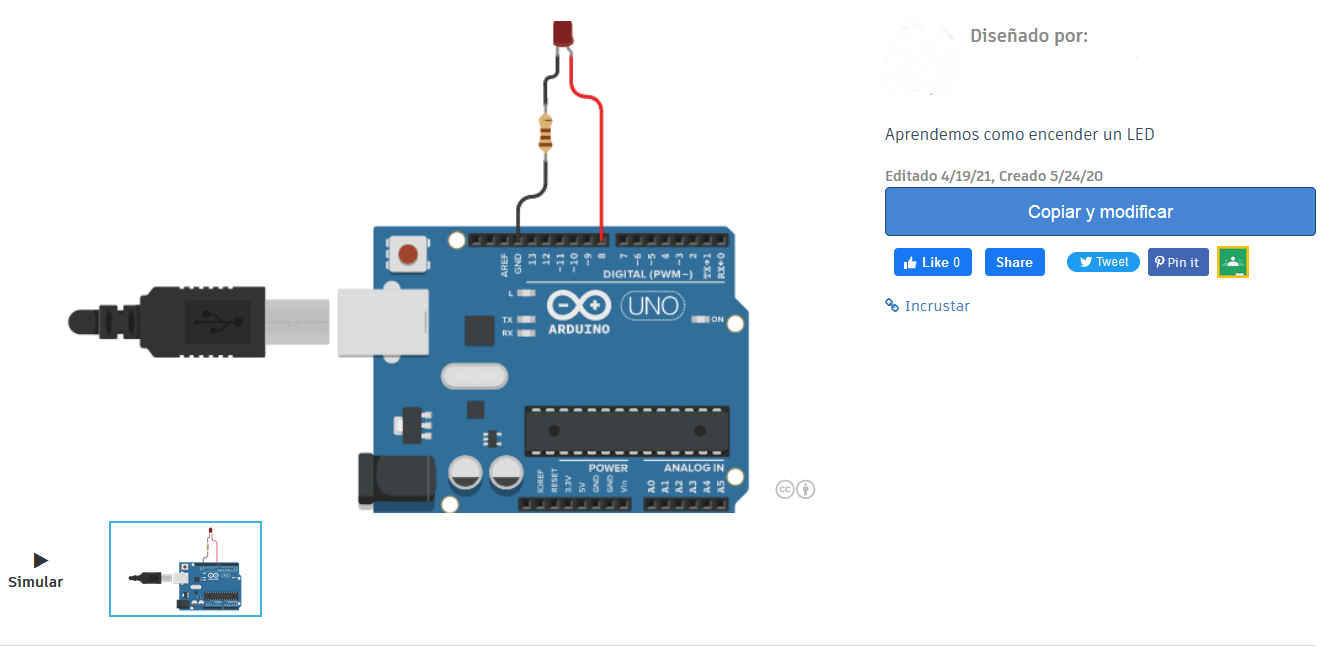 Diseñado por:
Aprendemos como encender un LED
Editado 4/19/21, Creado 5/24/20
Copiar y modificar
Like 0 Share Tweet Pin it
Incrustar
AREF GND 13 12 ~11 ~10 ~9 8 7 ~6 ~5 4 ~3 2 TX→1 RX←0
DIGITAL (PWM~)
L
TX
RX
ARDUINO
UNO
ON
POWER ANALOG IN
IOREF RESET 3.3V 5V GND GND Vin A0 A1 A2 A3 A4 A5
cc
Simular